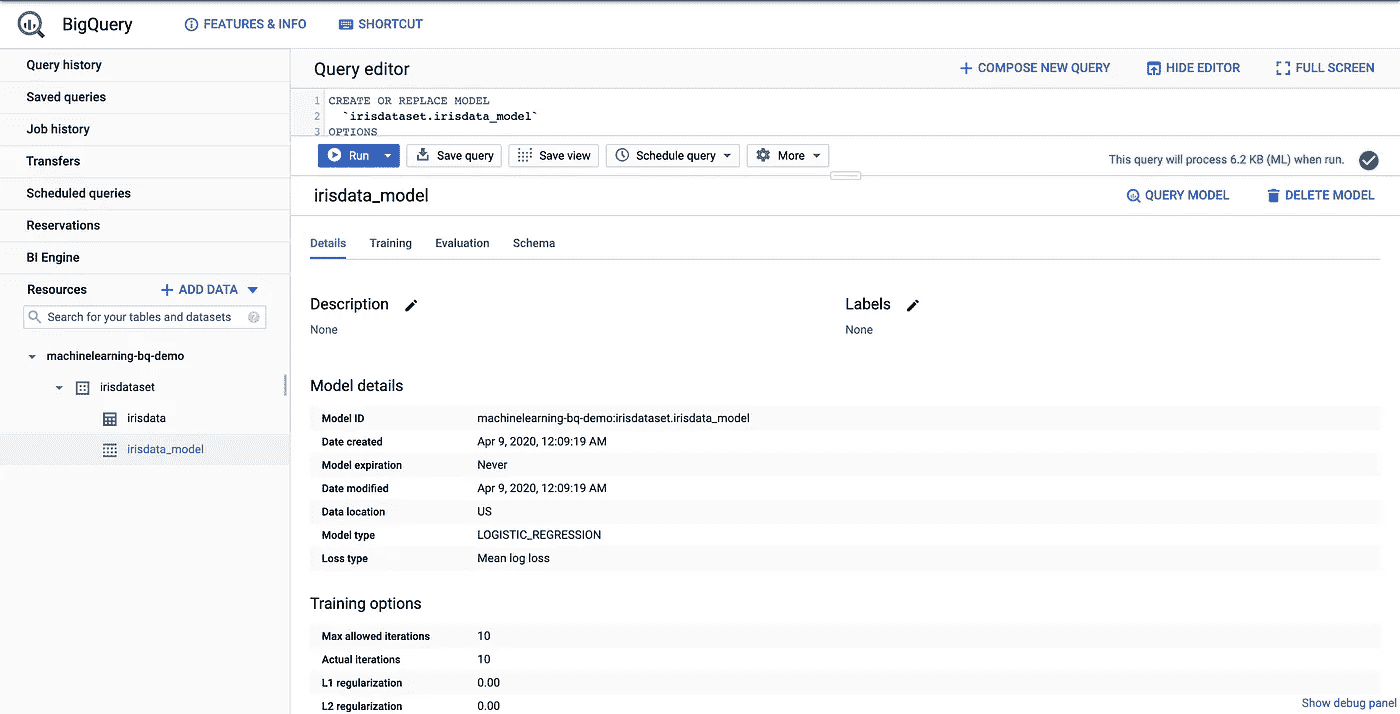 BigQuery FEATURES & INFO SHORTCUT
Query history
Saved queries
Job history
Transfers
Scheduled queries
Reservations
BI Engine
Resources ADD DATA
Search for your tables and datasets
machinelearning-bq-demo
irisdataset
irisdata
irisdata_model
Query editor COMPOSE NEW QUERY HIDE EDITOR FULL SCREEN
1 CREATE OR REPLACE MODEL
2 `irisdataset.irisdata_model`
3 OPTIONS
Run Save query Save view Schedule query More This query will process 6.2 KB (ML) when run.
irisdata_model QUERY MODEL DELETE MODEL
Details Training Evaluation Schema
Description Labels
None None
Model details
Model ID machinelearning-bq-demo:irisdataset.irisdata_model
Date created Apr 9, 2020, 12:09:19 AM
Model expiration Never
Date modified Apr 9, 2020, 12:09:19 AM
Data location US
Model type LOGISTIC_REGRESSION
Loss type Mean log loss
Training options
Max allowed iterations 10
Actual iterations 10
L1 regularization 0.00
L2 regularization 0.00
Show debug panel